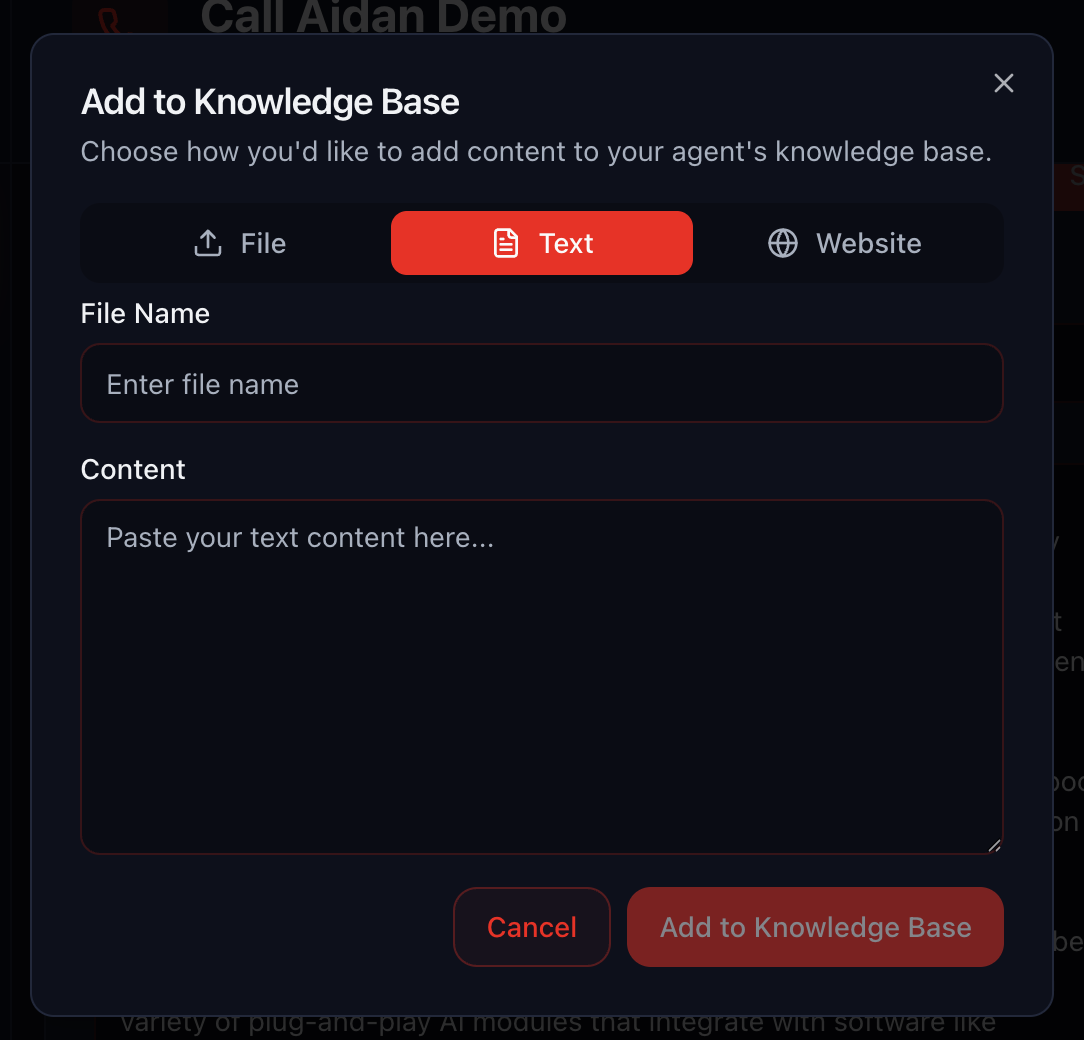 Call Aidan Demo
Add to Knowledge Base
Choose how you'd like to add content to your agent's knowledge base.
File
Text
Website
File Name
Enter file name
Content
Paste your text content here...
Cancel
Add to Knowledge Base
variety of plug-and-play AI modules that integrate with software like